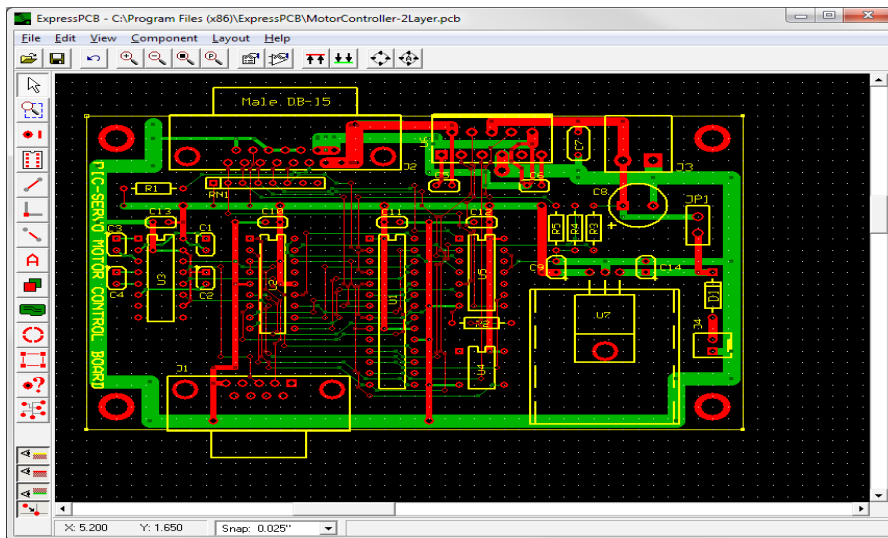 ExpressPCB - C:\Program Files (x86)\ExpressPCB\MotorController-2Layer.pcb
File Edit View Component Layout Help
Male DB-15
J2
J3
C7
R1
RN1
C8
JP1
C13
C1
C10
C11
C12
C3
R5
R4
R3
C9
C14
C4
C2
U3
U2
U1
U5
D1
U7
J4
U4
J1
PIC-SERVO MOTOR CONTROL BOARD
X: 5.200 Y: 1.650 Snap: 0.025"